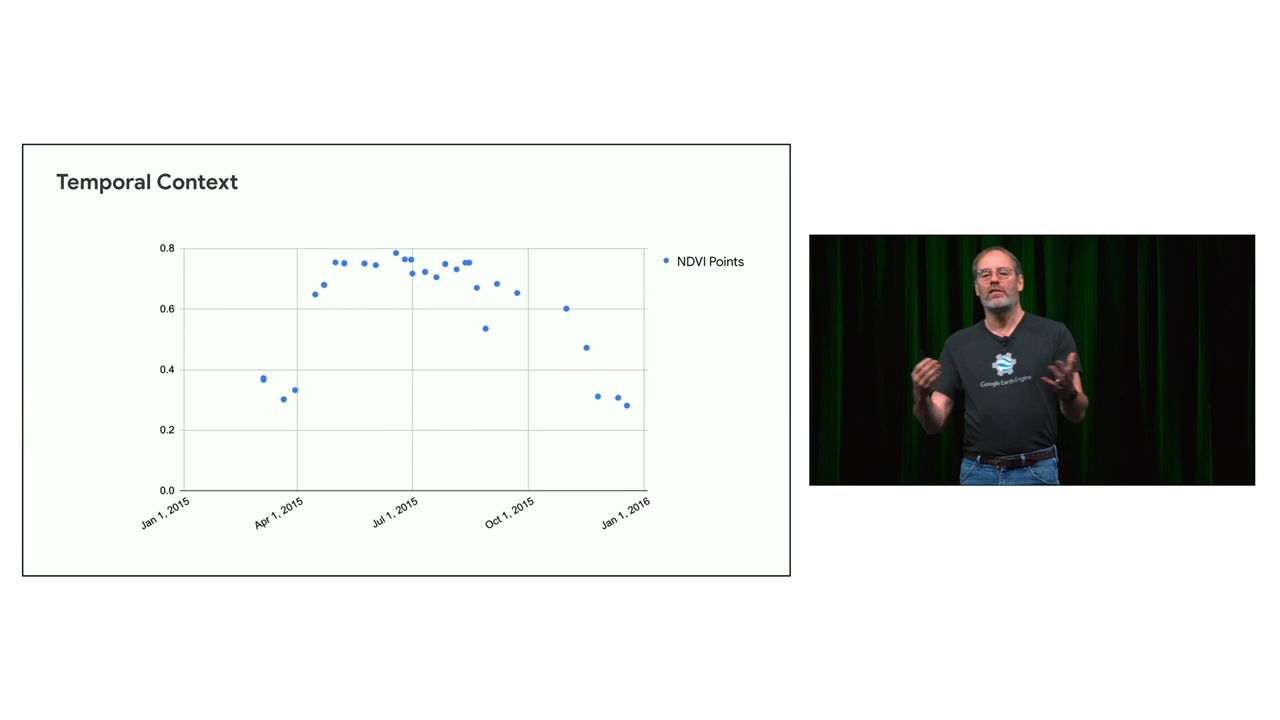 Temporal Context
0.8
0.6
0.4
0.2
0.0
Jan 1, 2015
Apr 1, 2015
Jul 1, 2015
Oct 1, 2015
Jan 1, 2016
NDVI Points
Google Earth Engine